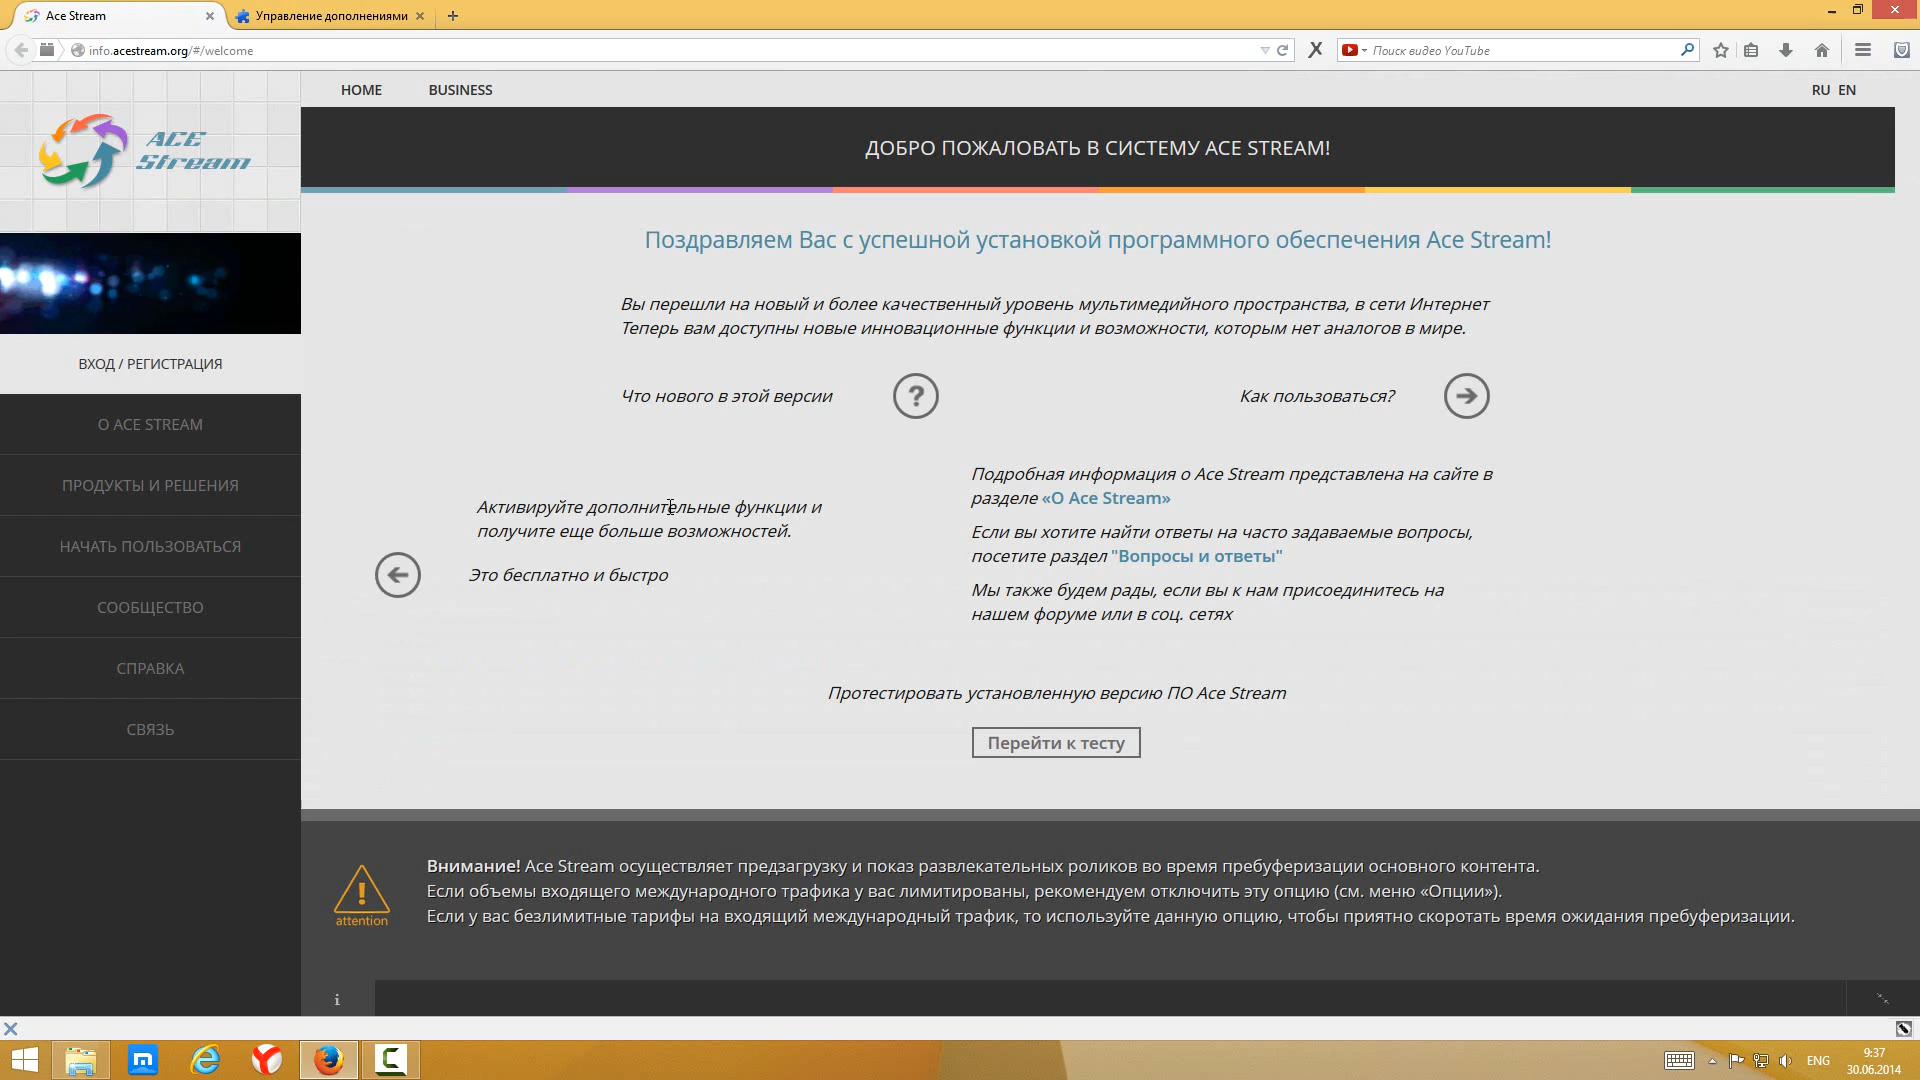 Ace Stream
Управление дополнениями
info.acestream.org/#/welcome
Поиск видео YouTube
ACE
Stream
HOME
BUSINESS
RU EN
ДОБРО ПОЖАЛОВАТЬ В СИСТЕМУ ACE STREAM!
ВХОД / РЕГИСТРАЦИЯ
О ACE STREAM
ПРОДУКТЫ И РЕШЕНИЯ
НАЧАТЬ ПОЛЬЗОВАТЬСЯ
СООБЩЕСТВО
СПРАВКА
СВЯЗЬ
Поздравляем Вас с успешной установкой программного обеспечения Ace Stream!
Вы перешли на новый и более качественный уровень мультимедийного пространства, в сети Интернет
Теперь вам доступны новые инновационные функции и возможности, которым нет аналогов в мире.
Что нового в этой версии
?
Как пользоваться?
Активируйте дополнительные функции и
получите еще больше возможностей.
Это бесплатно и быстро
Подробная информация о Ace Stream представлена на сайте в
разделе «О Ace Stream»
Если вы хотите найти ответы на часто задаваемые вопросы,
посетите раздел "Вопросы и ответы"
Мы также будем рады, если вы к нам присоединитесь на
нашем форуме или в соц. сетях
Протестировать установленную версию ПО Ace Stream
Перейти к тесту
attention
Внимание! Ace Stream осуществляет предзагрузку и показ развлекательных роликов во время пребуферизации основного контента.
Если объемы входящего международного трафика у вас лимитированы, рекомендуем отключить эту опцию (см. меню «Опции»).
Если у вас безлимитные тарифы на входящий международный трафик, то используйте данную опцию, чтобы приятно скоротать время ожидания пребуферизации.
i
ENG
9:37
30.06.2014